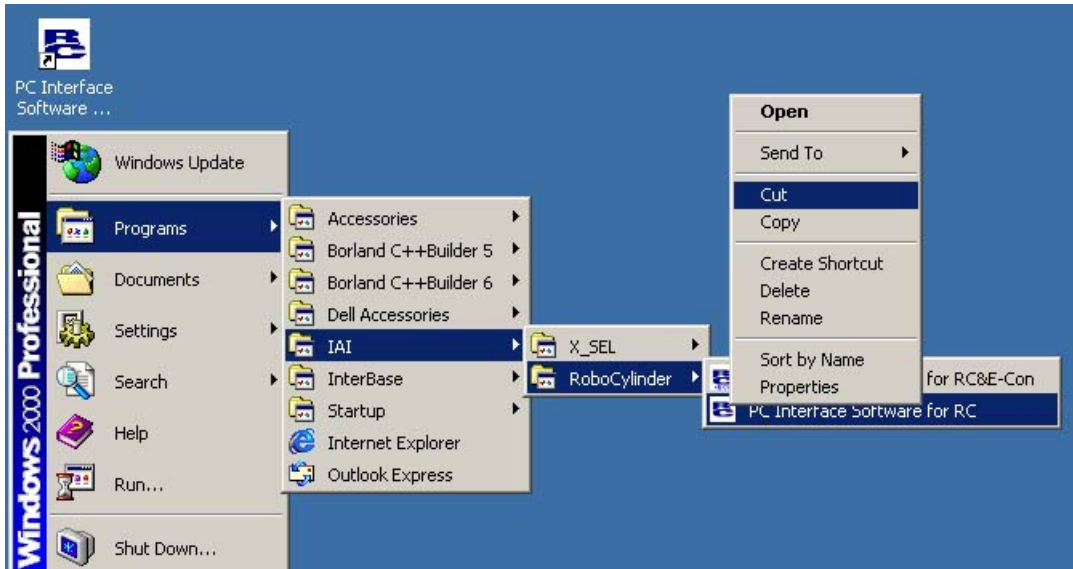 PC Interface
Software ...
Windows 2000 Professional
Windows Update
Programs
Documents
Settings
Search
Help
Run...
Shut Down...
Accessories
Borland C++Builder 5
Borland C++Builder 6
Dell Accessories
IAI
InterBase
Startup
Internet Explorer
Outlook Express
X_SEL
RoboCylinder
for RC&E-Con
PC Interface Software for RC
Open
Send To
Cut
Copy
Create Shortcut
Delete
Rename
Sort by Name
Properties